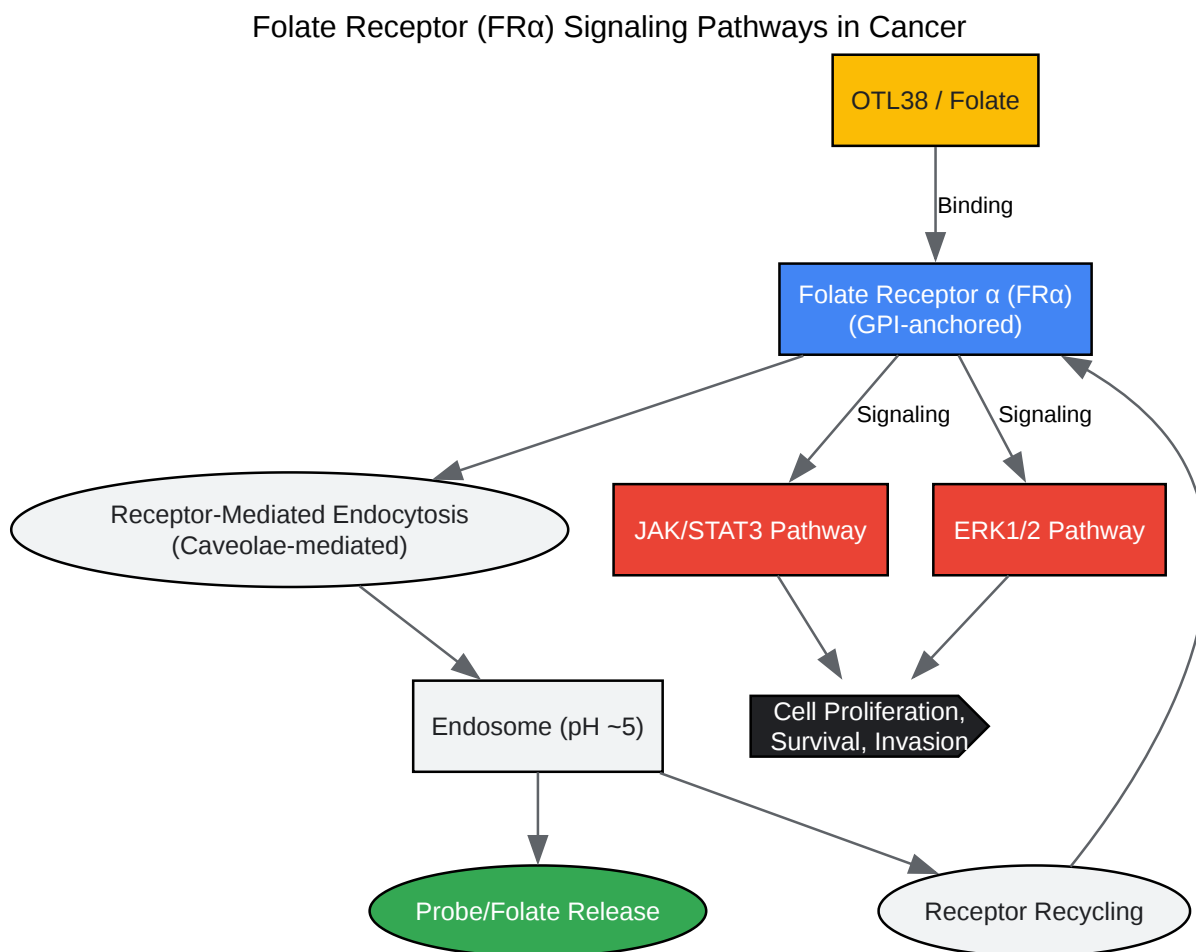 Folate Receptor (FRα) Signaling Pathways in Cancer
OTL38 / Folate
Binding
Folate Receptor α (FRα)
(GPI-anchored)
Signaling
Signaling
Receptor-Mediated Endocytosis
(Caveolae-mediated)
JAK/STAT3 Pathway
ERK1/2 Pathway
Endosome (pH ~5)
Cell Proliferation,
Survival, Invasion
Probe/Folate Release
Receptor Recycling